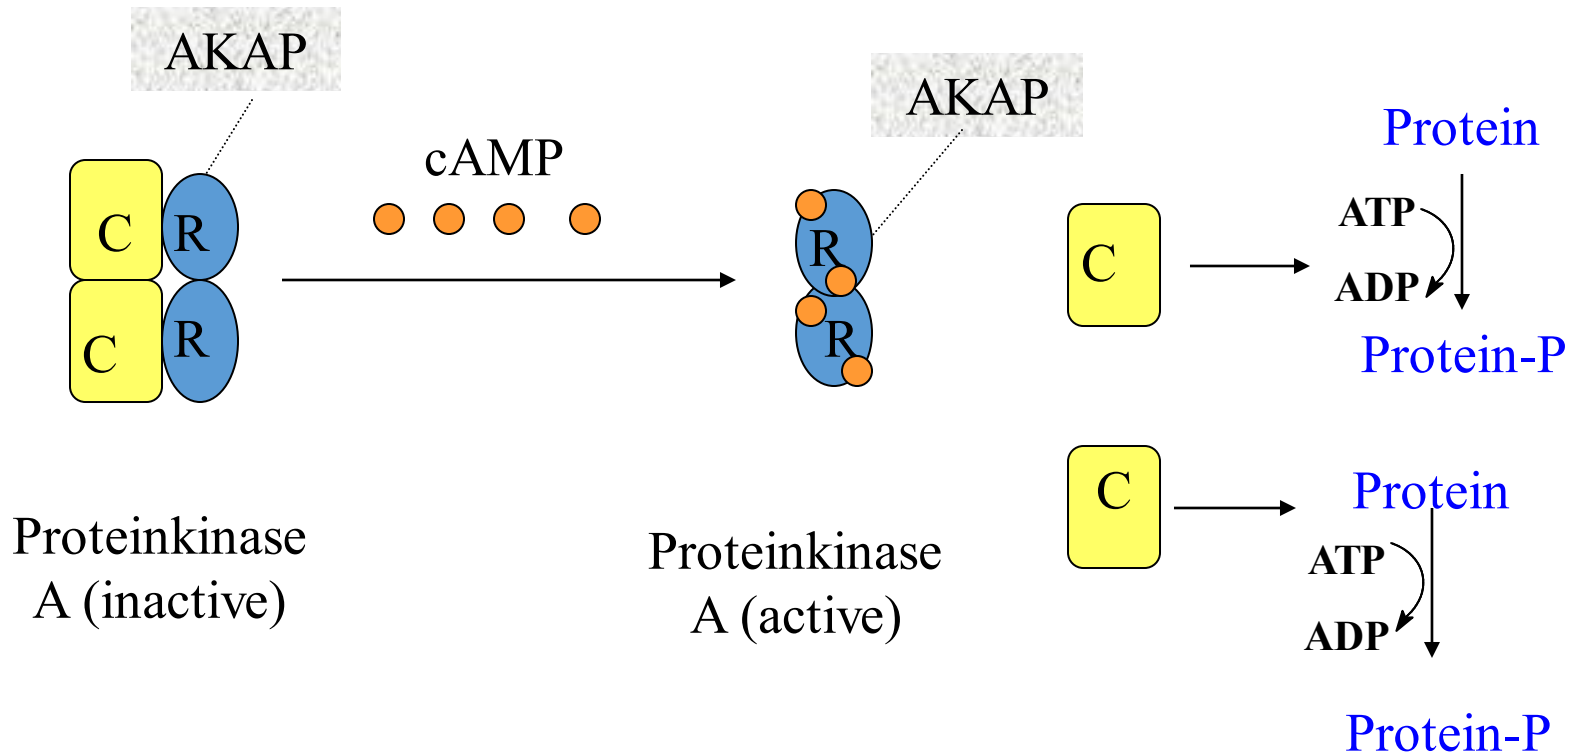 AKAP
AKAP
Protein
cAMP
C
R
R
C
ATP
ADP
C
R
R
Protein-P
C
Protein
Proteinkinase
A (inactive)
Proteinkinase
A (active)
ATP
ADP
Protein-P